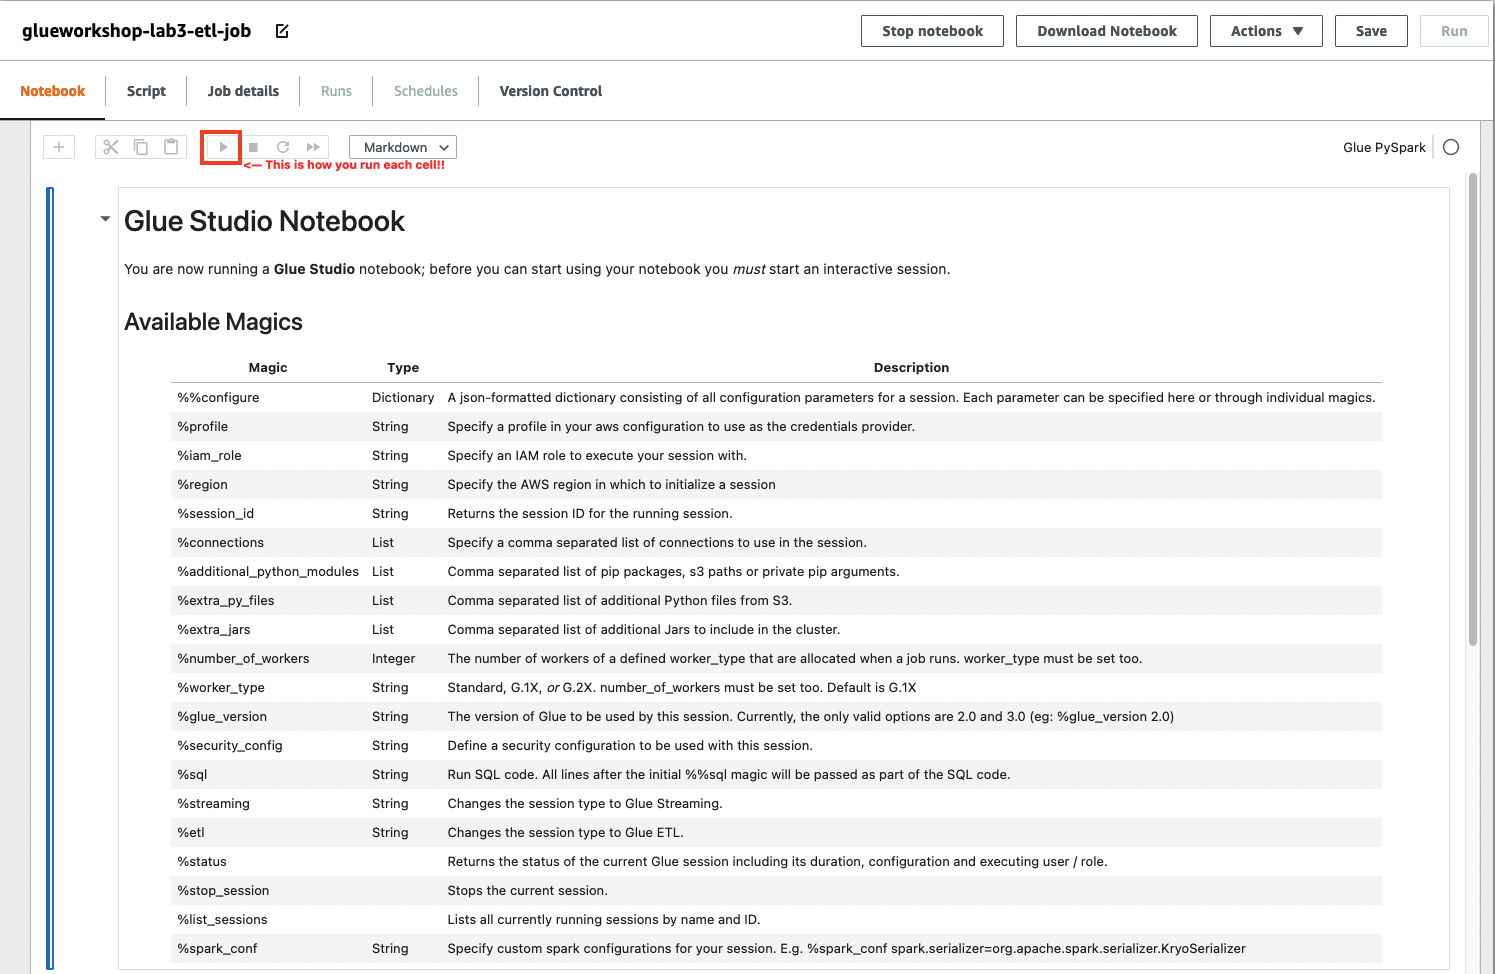 glueworkshop-lab3-etl-job
Stop notebook
Download Notebook
Actions
Save
Run
Notebook
Script
Job details
Runs
Schedules
Version Control
Markdown
Glue PySpark
<— This is how you run each cell!!
Glue Studio Notebook
You are now running a Glue Studio notebook; before you can start using your notebook you must start an interactive session.
Available Magics
Magic Type Description
%%configure Dictionary A json-formatted dictionary consisting of all configuration parameters for a session. Each parameter can be specified here or through individual magics.
%profile String Specify a profile in your aws configuration to use as the credentials provider.
%iam_role String Specify an IAM role to execute your session with.
%region String Specify the AWS region in which to initialize a session
%session_id String Returns the session ID for the running session.
%connections List Specify a comma separated list of connections to use in the session.
%additional_python_modules List Comma separated list of pip packages, s3 paths or private pip arguments.
%extra_py_files List Comma separated list of additional Python files from S3.
%extra_jars List Comma separated list of additional Jars to include in the cluster.
%number_of_workers Integer The number of workers of a defined worker_type that are allocated when a job runs. worker_type must be set too.
%worker_type String Standard, G.1X, or G.2X. number_of_workers must be set too. Default is G.1X
%glue_version String The version of Glue to be used by this session. Currently, the only valid options are 2.0 and 3.0 (eg: %glue_version 2.0)
%security_config String Define a security configuration to be used with this session.
%sql String Run SQL code. All lines after the initial %%sql magic will be passed as part of the SQL code.
%streaming String Changes the session type to Glue Streaming.
%etl String Changes the session type to Glue ETL.
%status Returns the status of the current Glue session including its duration, configuration and executing user / role.
%stop_session Stops the current session.
%list_sessions Lists all currently running sessions by name and ID.
%spark_conf String Specify custom spark configurations for your session. E.g. %spark_conf spark.serializer=org.apache.spark.serializer.KryoSerializer